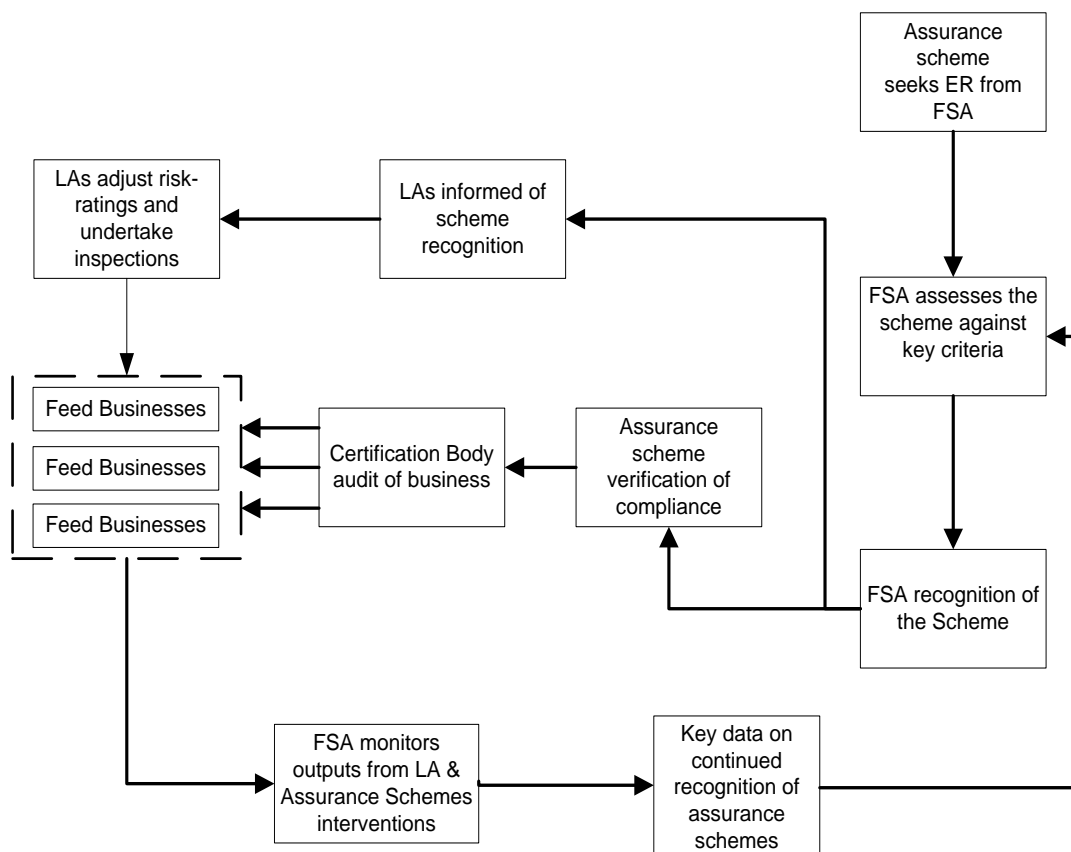 Assurance
scheme
seeks ER from
FSA
LAs adjust risk-
ratings and
undertake
inspections
LAs informed of
scheme
recognition
FSA assesses the
scheme against
key criteria
Feed Businesses
Feed Businesses
Feed Businesses
Certification Body
audit of business
Assurance
scheme
verification of
compliance
FSA recognition of
the Scheme
FSA monitors
outputs from LA &
Assurance Schemes
interventions
Key data on
continued
recognition of
assurance
schemes